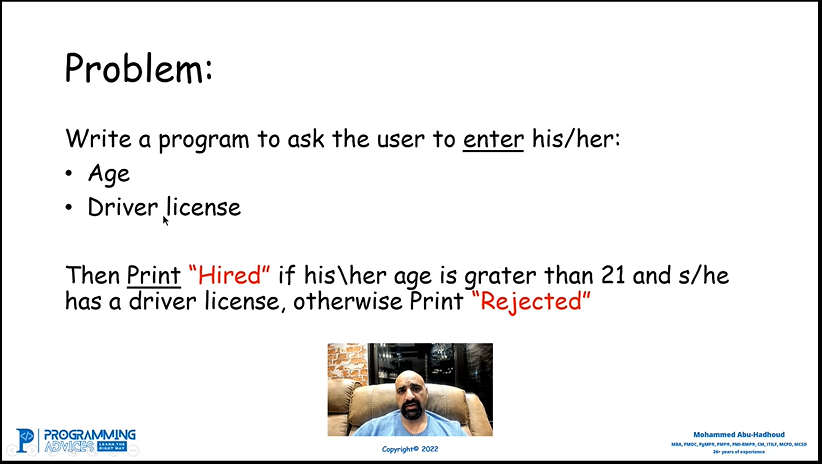 Problem:
Write a program to ask the user to enter his/her:
• Age
• Driver license
Then Print “Hired” if his\her age is grater than 21 and s/he
has a driver license, otherwise Print “Rejected”
PROGRAMMING
ADVICES LEARN THE
RIGHT WAY
Copyright© 2022
Mohammed Abu-Hadhoud
MBA, PMOC, PgMP®, PMP®, PMI-RMP®, CM, ITILF, MCPD, MCSD
26+ years of experience